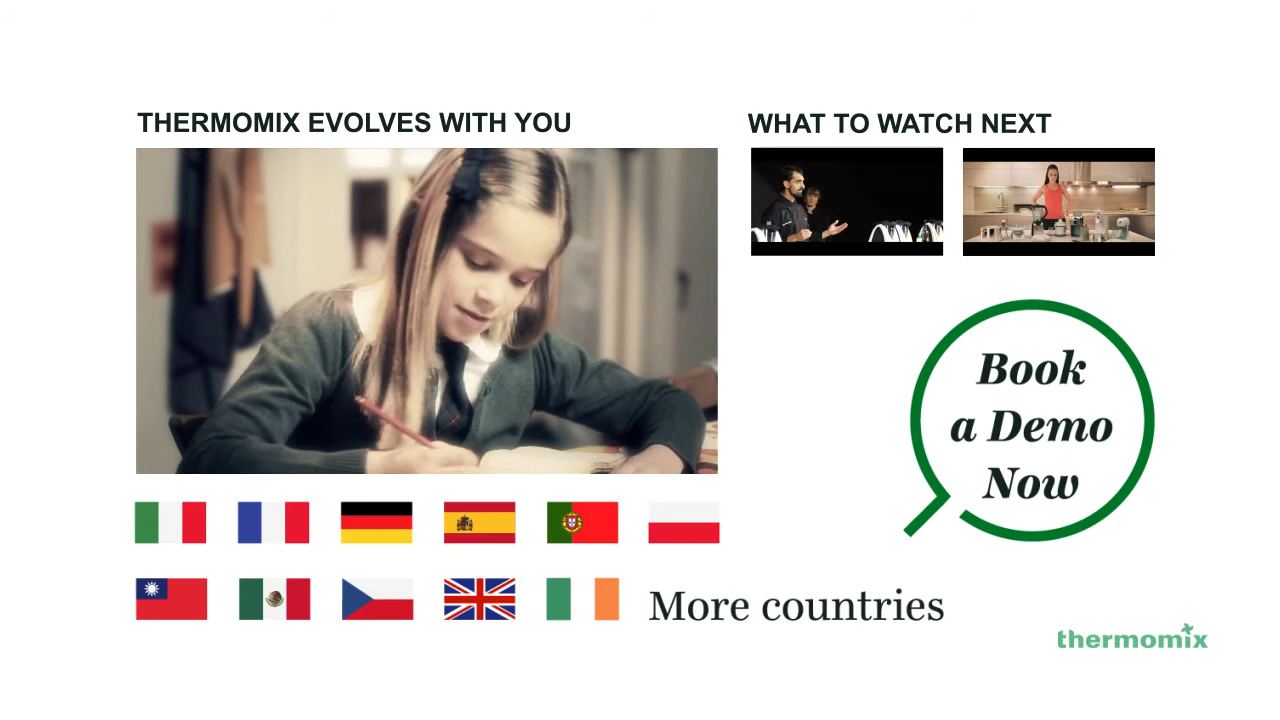 THERMOMIX EVOLVES WITH YOU
WHAT TO WATCH NEXT
Book
a Demo
Now
More countries
thermomix